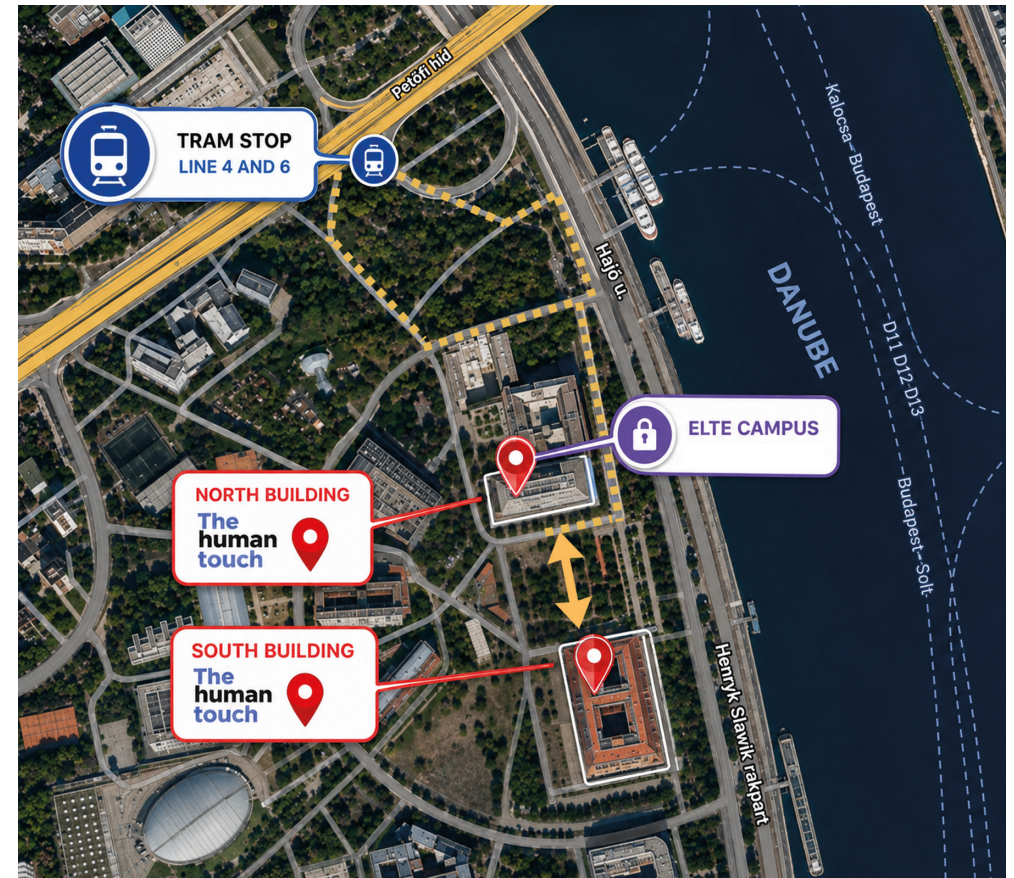 Petőfi híd
TRAM STOP
LINE 4 AND 6
Kalocsa–Budapest
Hajó u.
DANUBE
D11 D12-D13
ELTE CAMPUS
NORTH BUILDING
The
human
touch
Budapest–Solt
SOUTH BUILDING
The
human
touch
Henryk Slawik rakpart